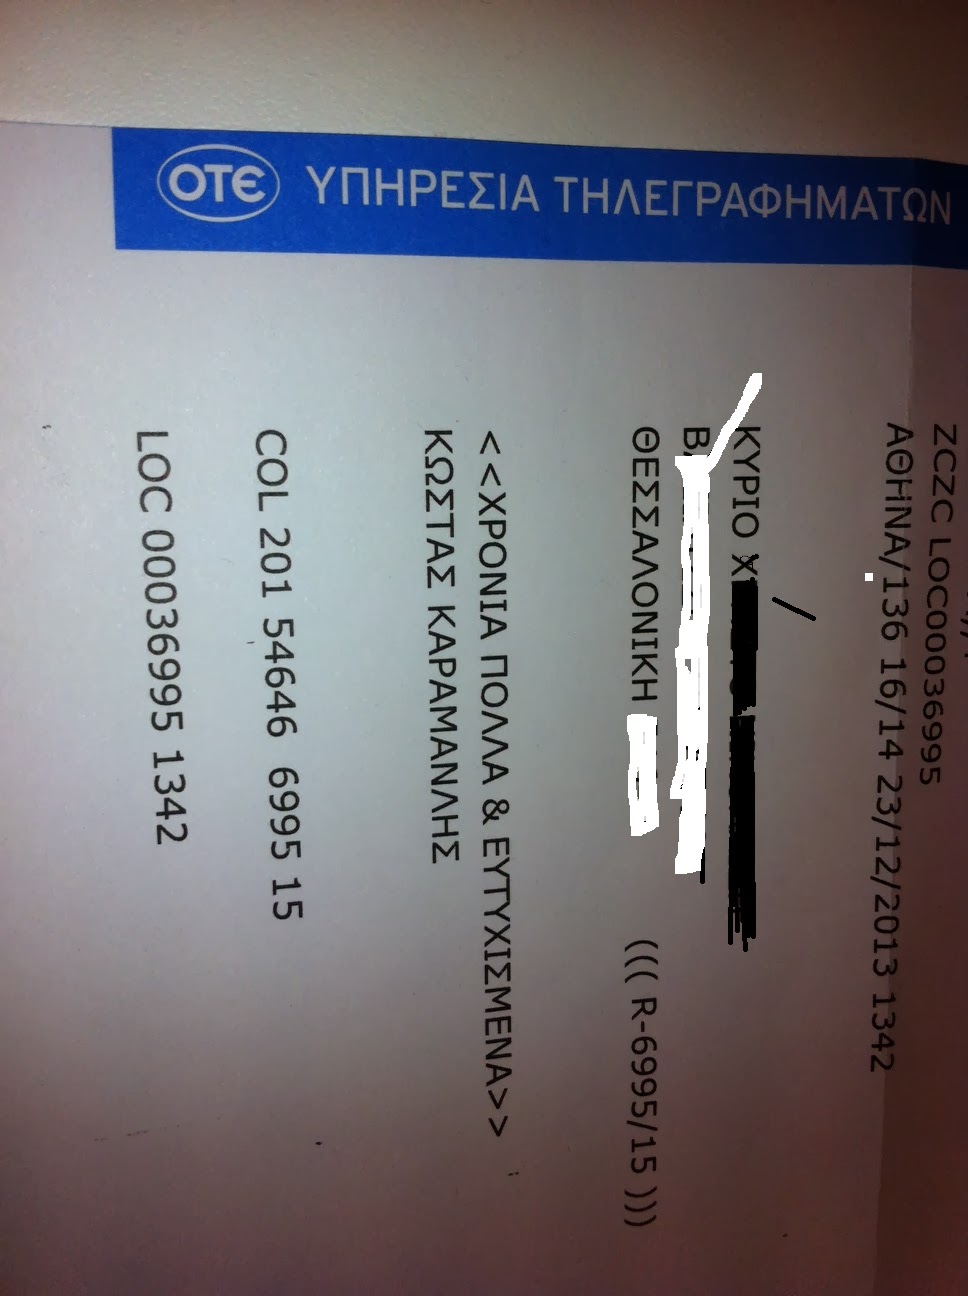 OTE ΥΠΗΡΕΣΙΑ ΤΗΛΕΓΡΑΦΗΜΑΤΩΝ
ZCZC LOC00036995
ΑΘΗΝΑ/136 16/14 23/12/2013 1342
ΚΥΡΙΟ Χ
Β
ΘΕΣΣΑΛΟΝΙΚΗ ((( R-6995/15 )))
<<ΧΡΟΝΙΑ ΠΟΛΛΑ & ΕΥΤΥΧΙΣΜΕΝΑ>>
ΚΩΣΤΑΣ ΚΑΡΑΜΑΝΛΗΣ
COL 201 54646 6995 15
LOC 00036995 1342